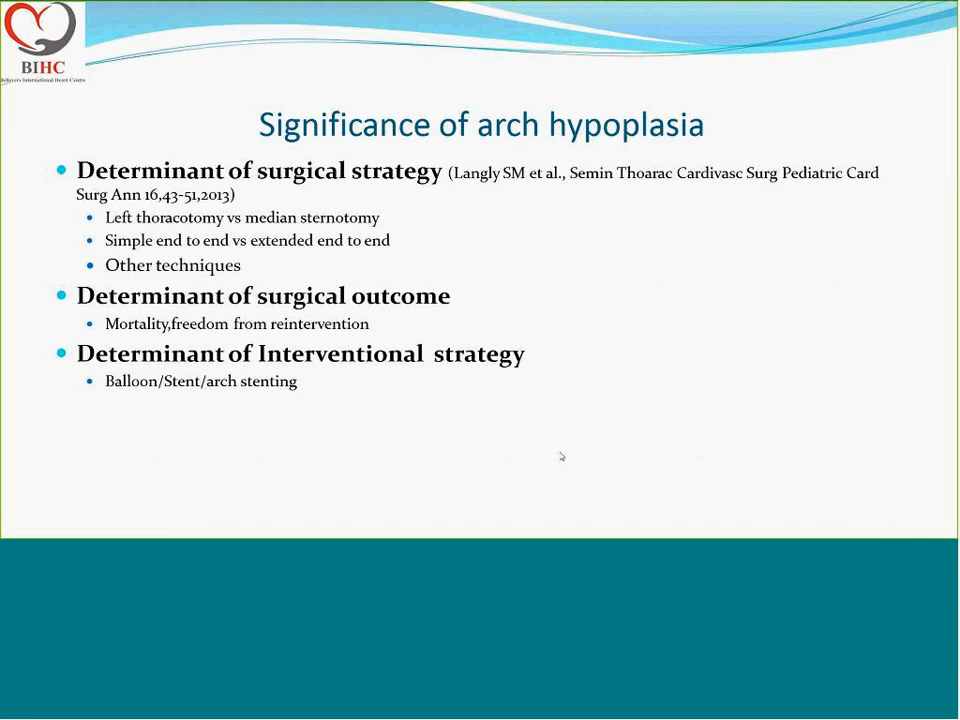 BIHC
Believers International Heart Centre
Significance of arch hypoplasia
Determinant of surgical strategy (Langly SM et al., Semin Thoarac Cardivasc Surg Pediatric Card
Surg Ann 16,43-51,2013)
Left thoracotomy vs median sternotomy
Simple end to end vs extended end to end
Other techniques
Determinant of surgical outcome
Mortality,freedom from reintervention
Determinant of Interventional strategy
Balloon/Stent/arch stenting